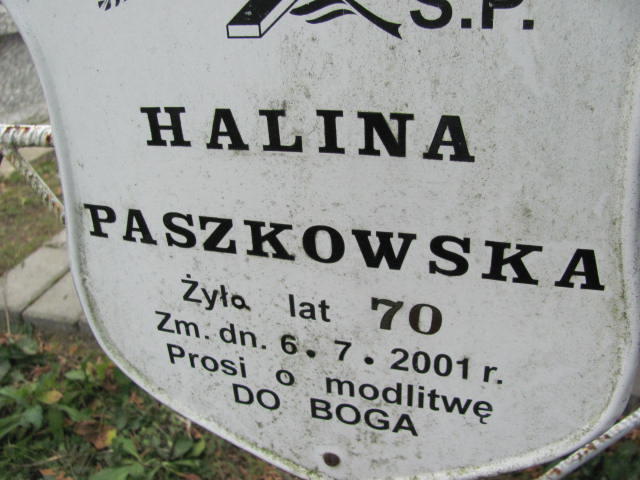 Ś.P.
HALINA
PASZKOWSKA
Żyła lat 70
Zm. dn. 6.7.2001 r.
Prosi o modlitwę
DO BOGA